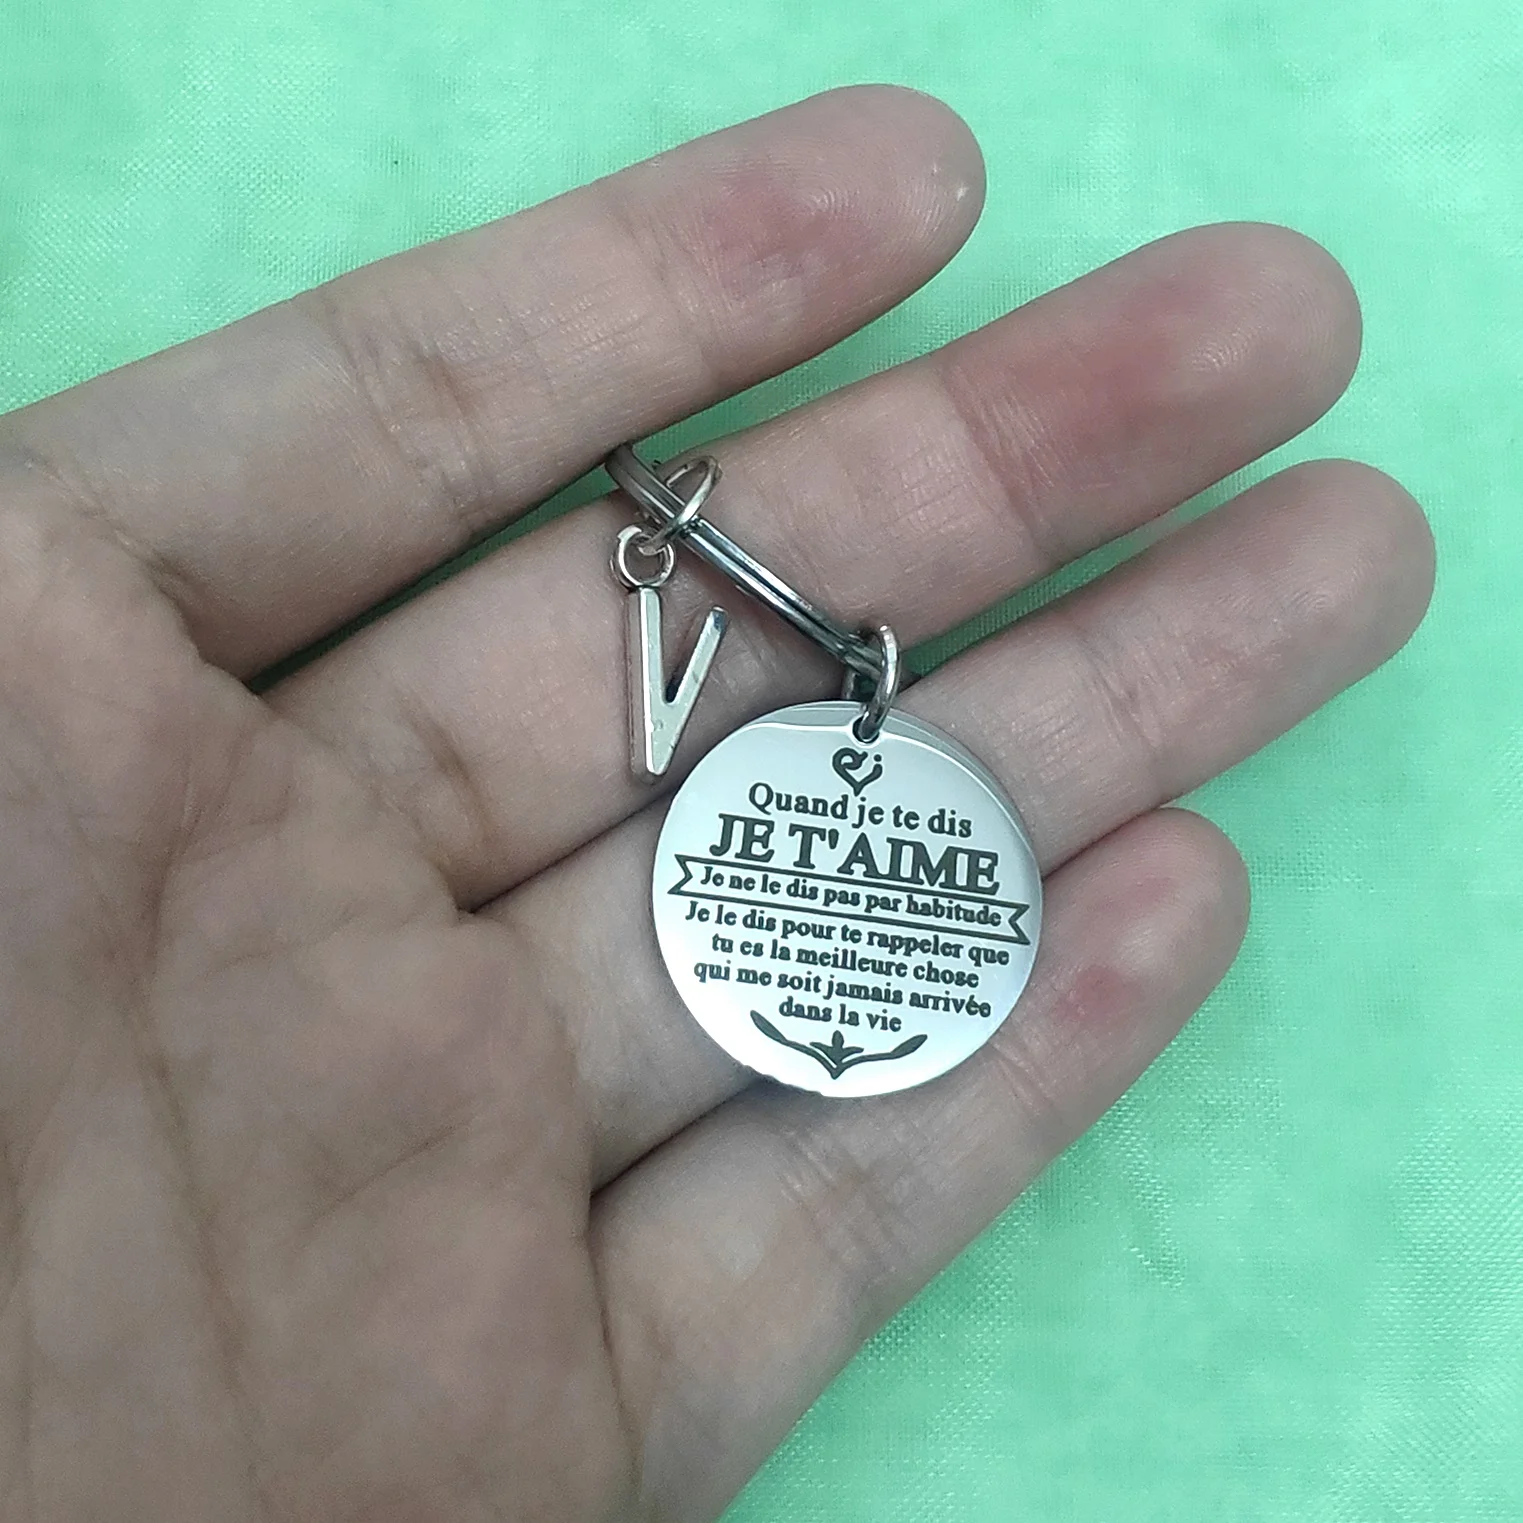 V
Quand je te dis
JE T'AIME
Je ne le dis pas par habitude
Je le dis pour te rappeler que
tu es la meilleure chose
qui me soit jamais arrivée
dans la vie